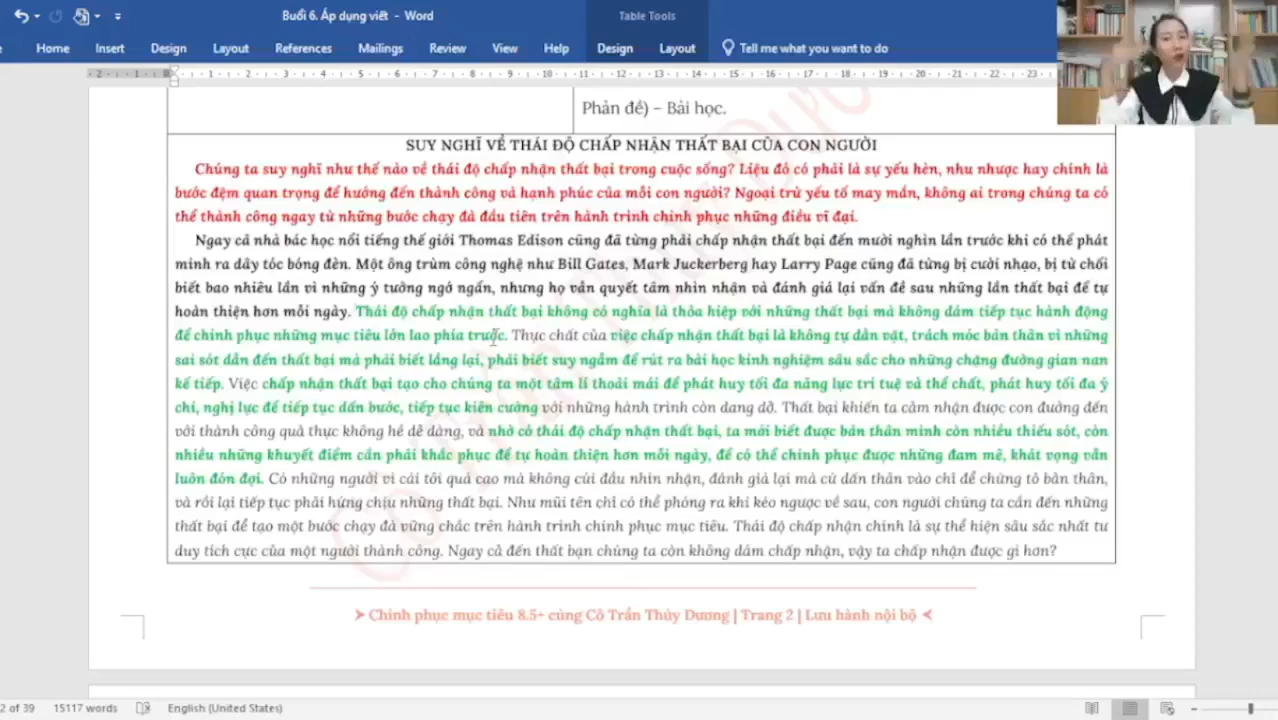 Buổi 6. Áp dụng viết - Word
Table Tools
Home Insert Design Layout References Mailings Review View Help Design Layout Tell me what you want to do
2 1 1 2 3 4 5 6 7 8 9 10 11 12 13 14 15 16 17 18 19 20 21 22 23
Phản đề) – Bài học.
SUY NGHĨ VỀ THÁI ĐỘ CHẤP NHẬN THẤT BẠI CỦA CON NGƯỜI
Chúng ta suy nghĩ như thế nào về thái độ chấp nhận thất bại trong cuộc sống? Liệu đó có phải là sự yếu hèn, nhu nhược hay chính là
bước đệm quan trọng để hướng đến thành công và hạnh phúc của mỗi con người? Ngoại trừ yếu tố may mắn, không ai trong chúng ta có
thể thành công ngay từ những bước chạy đà đầu tiên trên hành trình chinh phục những điều vĩ đại.
Ngay cả nhà bác học nổi tiếng thế giới Thomas Edison cũng đã từng phải chấp nhận thất bại đến mười nghìn lần trước khi có thể phát
minh ra dây tóc bóng đèn. Một ông trùm công nghệ như Bill Gates, Mark Juckerberg hay Larry Page cũng đã từng bị cười nhạo, bị từ chối
biết bao nhiêu lần vì những ý tưởng ngớ ngẩn, nhưng họ vẫn quyết tâm nhìn nhận và đánh giá lại vấn đề sau những lần thất bại để tự
hoàn thiện hơn mỗi ngày. Thái độ chấp nhận thất bại không có nghĩa là thỏa hiệp với những thất bại mà không dám tiếp tục hành động
để chinh phục những mục tiêu lớn lao phía trước. Thực chất của việc chấp nhận thất bại là không tự dằn vặt, trách móc bản thân vì những
sai sót dẫn đến thất bại mà phải biết lắng lại, phải biết suy ngẫm để rút ra bài học kinh nghiệm sâu sắc cho những chặng đường gian nan
kế tiếp. Việc chấp nhận thất bại tạo cho chúng ta một tâm lí thoải mái để phát huy tối đa năng lực trí tuệ và thể chất, phát huy tối đa ý
chí, nghị lực để tiếp tục dấn bước, tiếp tục kiên cường với những hành trình còn dang dở. Thất bại khiến ta cảm nhận được con đường đến
với thành công quả thực không hề dễ dàng, và nhờ có thái độ chấp nhận thất bại, ta mới biết được bản thân mình còn nhiều thiếu sót, còn
nhiều những khuyết điểm cần phải khắc phục để tự hoàn thiện hơn mỗi ngày, để có thể chinh phục được những đam mê, khát vọng vẫn
luôn đón đợi. Có những người vì cái tôi quá cao mà không cúi đầu nhìn nhận, đánh giá lại mà cứ dấn thân vào chỉ để chứng tỏ bản thân,
và rồi lại tiếp tục phải hứng chịu những thất bại. Như mũi tên chỉ có thể phóng ra khi kéo ngược về sau, con người chúng ta cần đến những
thất bại để tạo một bước chạy đà vững chắc trên hành trình chinh phục mục tiêu. Thái độ chấp nhận chính là sự thể hiện sâu sắc nhất tư
duy tích cực của một người thành công. Ngay cả đến thất bạn chúng ta còn không dám chấp nhận, vậy ta chấp nhận được gì hơn?
➤ Chinh phục mục tiêu 8.5+ cùng Cô Trần Thùy Dương | Trang 2 | Lưu hành nội bộ ➤
2 of 39 15117 words English (United States)